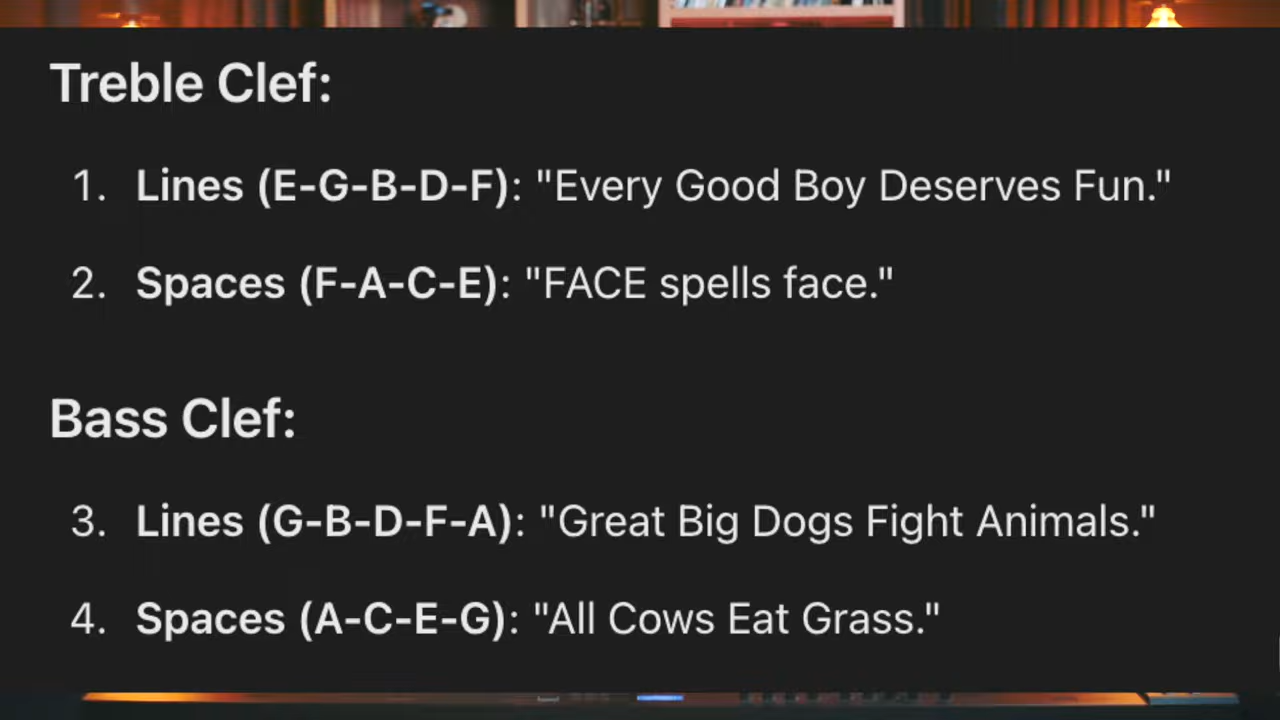 Treble Clef:
1. Lines (E-G-B-D-F): "Every Good Boy Deserves Fun."
2. Spaces (F-A-C-E): "FACE spells face."
Bass Clef:
3. Lines (G-B-D-F-A): "Great Big Dogs Fight Animals."
4. Spaces (A-C-E-G): "All Cows Eat Grass."